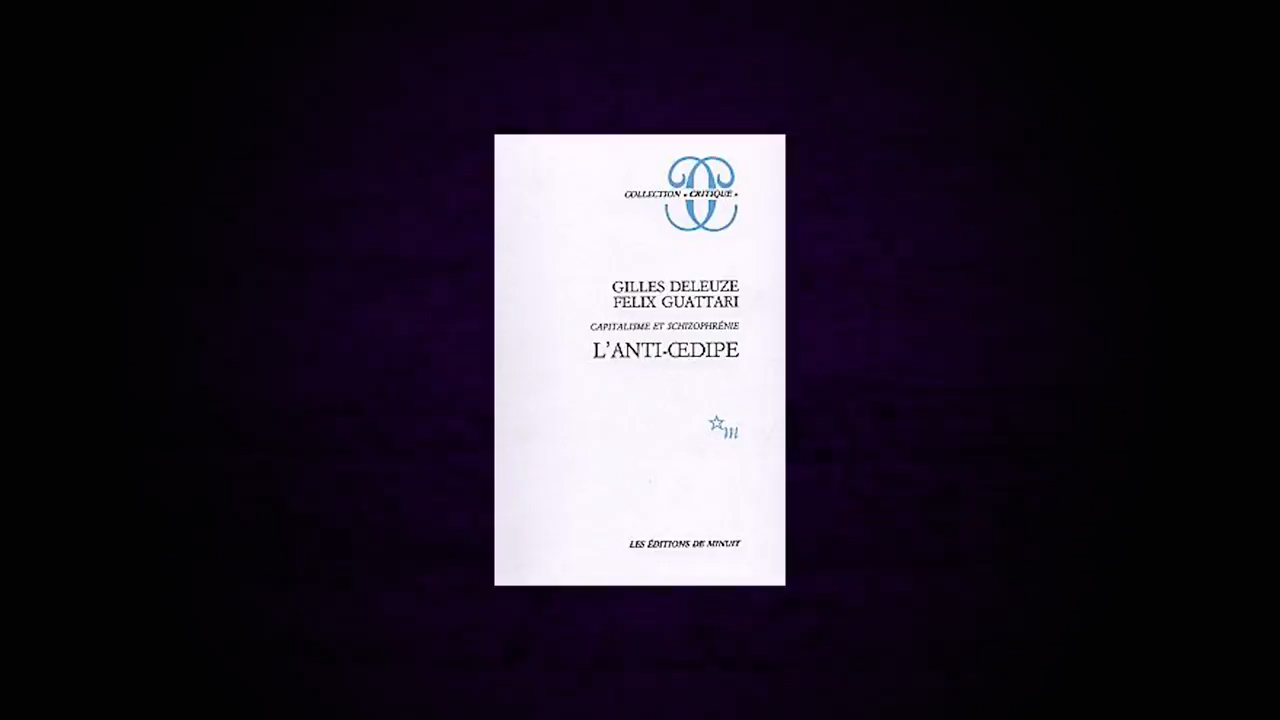 COLLECTION « CRITIQUE »
GILLES DELEUZE
FELIX GUATTARI
CAPITALISME ET SCHIZOPHRÉNIE
L'ANTI-ŒDIPE
m
LES ÉDITIONS DE MINUIT